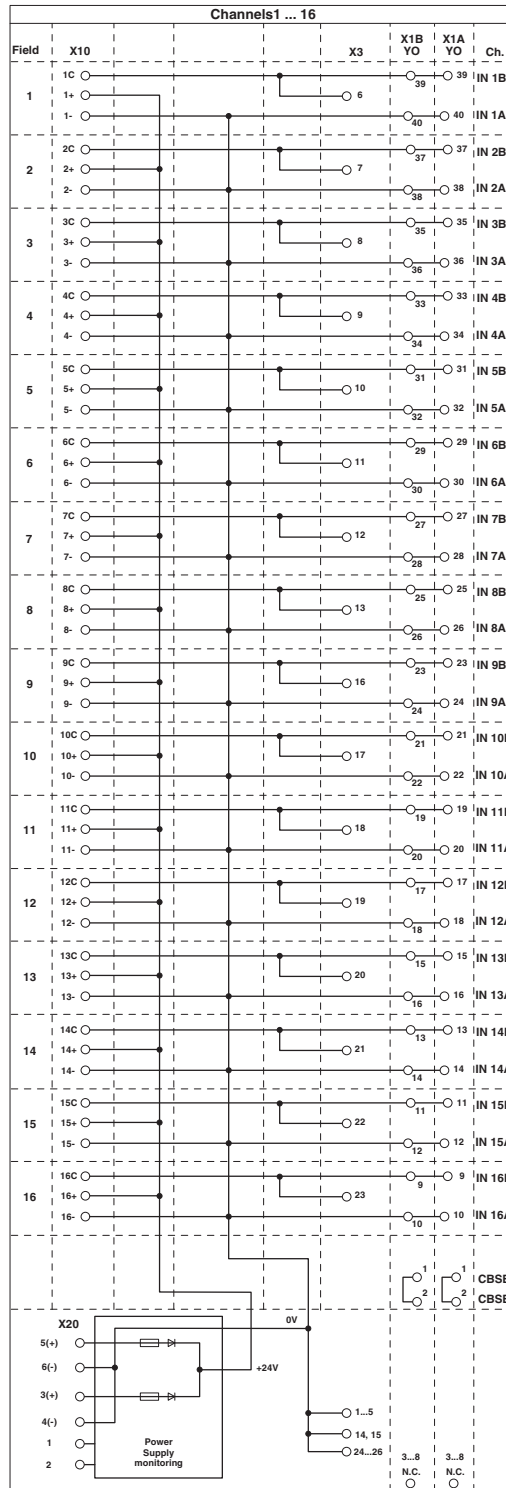 Channels1 ... 16
Field X10 X3 X1B YO X1A YO Ch.
1C 39 39 IN 1B
1 1+ 6
1- 40 40 IN 1A
2C 37 37 IN 2B
2 2+ 7
2- 38 38 IN 2A
3C 35 35 IN 3B
3 3+ 8
3- 36 36 IN 3A
4C 33 33 IN 4B
4 4+ 9
4- 34 34 IN 4A
5C 31 31 IN 5B
5 5+ 10
5- 32 32 IN 5A
6C 29 29 IN 6B
6 6+ 11
6- 30 30 IN 6A
7C 27 27 IN 7B
7 7+ 12
7- 28 28 IN 7A
8C 25 25 IN 8B
8 8+ 13
8- 26 26 IN 8A
9C 23 23 IN 9B
9 9+ 16
9- 24 24 IN 9A
10C 21 21 IN
10 10+ 17
10- 22 22 IN 10A
11C 19 19 IN
11 11+ 18
11- 20 20 IN 11A
12C 17 17 IN
12 12+ 19
12- 18 18 IN 12A
13C 15 15 IN
13 13+ 20
13- 16 16 IN 13A
14C 13 13 IN
14 14+ 21
14- 14 14 IN 14A
15C 11 11 IN
15 15+ 22
15- 12 12 IN 15A
16C 9 9 IN
16 16+ 23
16- 10 10 IN 16A
1 1
2 2
X20 0V
5(+)
6(-) +24V
3(+)
4(-) 1...5
1 14, 15
2 24...26
Power
Supply
monitoring
3...8 3...8
N.C. N.C.